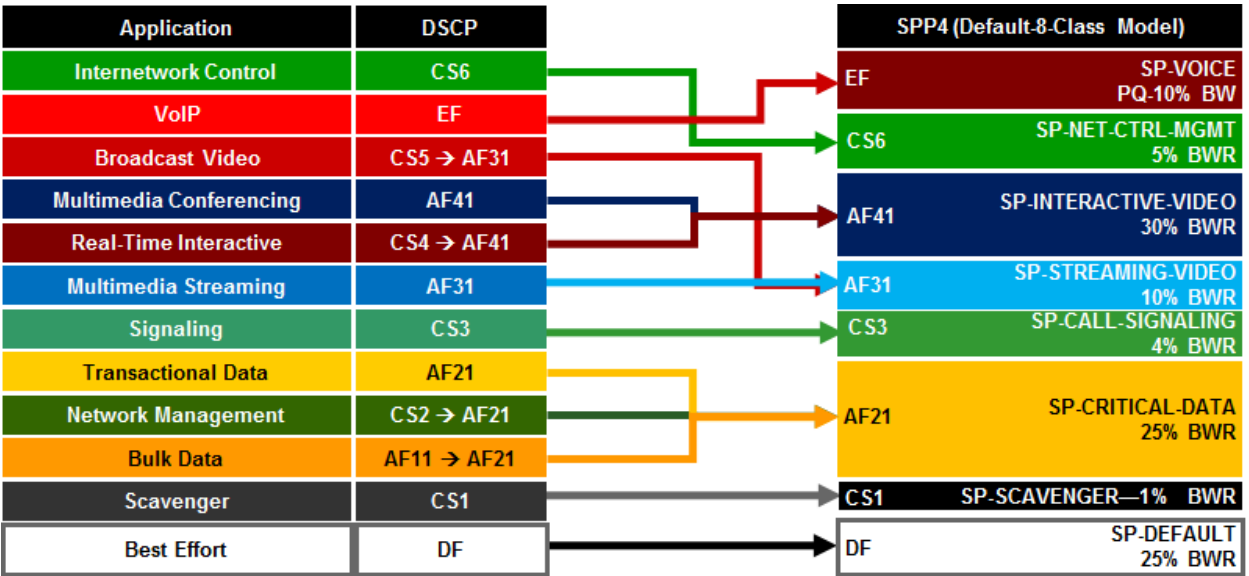 Application DSCP
Internetwork Control CS6
VoIP EF
Broadcast Video CS5 → AF31
Multimedia Conferencing AF41
Real-Time Interactive CS4 → AF41
Multimedia Streaming AF31
Signaling CS3
Transactional Data AF21
Network Management CS2 → AF21
Bulk Data AF11 → AF21
Scavenger CS1
Best Effort DF
SPP4 (Default-8-Class Model)
EF SP-VOICE
PQ-10% BW
CS6 SP-NET-CTRL-MGMT
5% BWR
AF41 SP-INTERACTIVE-VIDEO
30% BWR
AF31 SP-STREAMING-VIDEO
10% BWR
CS3 SP-CALL-SIGNALING
4% BWR
AF21 SP-CRITICAL-DATA
25% BWR
CS1 SP-SCAVENGER—1% BWR
DF SP-DEFAULT
25% BWR